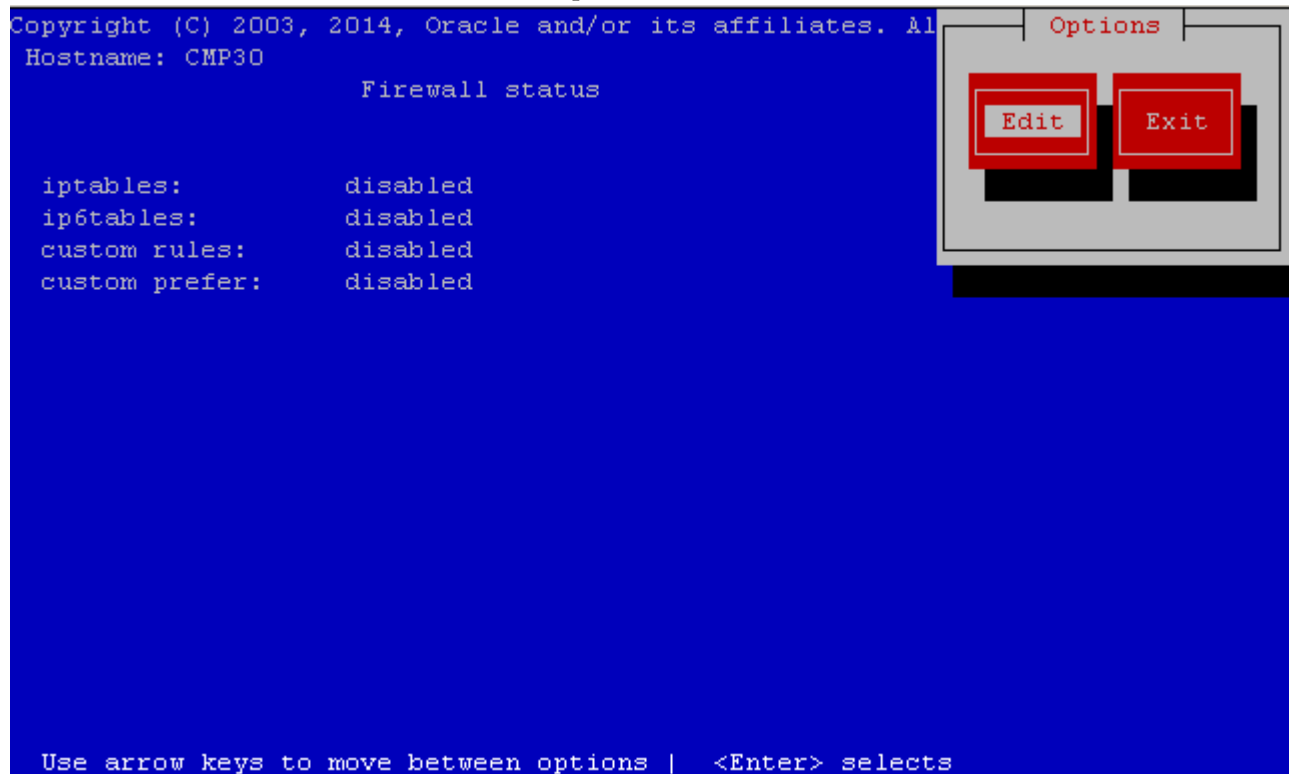 Copyright (C) 2003, 2014, Oracle and/or its affiliates. Al
Hostname: CMP30
Firewall status
iptables: disabled
ip6tables: disabled
custom rules: disabled
custom prefer: disabled
Options
Edit Exit
Use arrow keys to move between options | <Enter> selects